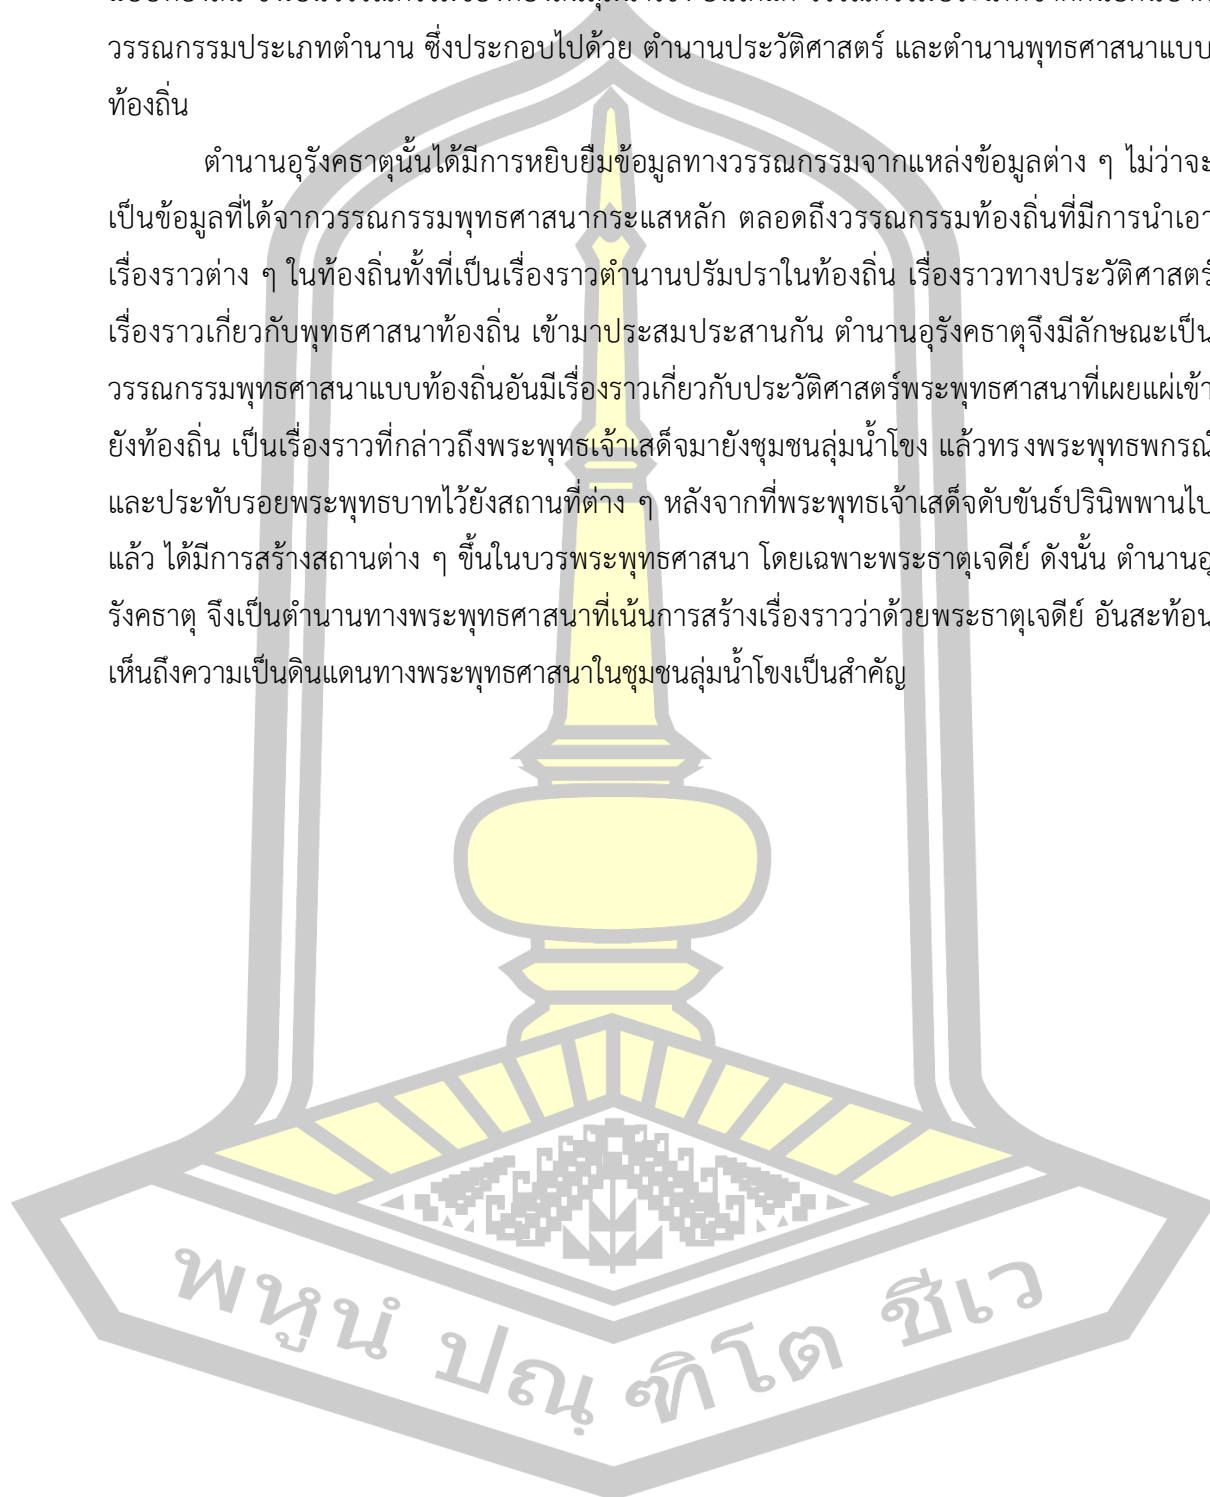 วรรณกรรมประเภทตำนาน ซึ่งประกอบไปด้วย ตำนานประวัติศาสตร์ และตำนานพุทธศาสนาแบบ
ท้องถิ่น
ตำนานอุรังคธาตุนั้นได้มีการหยิบยืมข้อมูลทางวรรณกรรมจากแหล่งข้อมูลต่าง ๆ ไม่ว่าจะ
เป็นข้อมูลที่ได้จากวรรณกรรมพุทธศาสนากระแสหลัก ตลอดถึงวรรณกรรมท้องถิ่นที่มีการนำเอา
เรื่องราวต่าง ๆ ในท้องถิ่นทั้งที่เป็นเรื่องราวตำนานปรัมปราในท้องถิ่น เรื่องราวทางประวัติศาสตร์
เรื่องราวเกี่ยวกับพุทธศาสนาท้องถิ่น เข้ามาประสมประสานกัน ตำนานอุรังคธาตุจึงมีลักษณะเป็น
วรรณกรรมพุทธศาสนาแบบท้องถิ่นอันมีเรื่องราวเกี่ยวกับประวัติศาสตร์พระพุทธศาสนาที่เผยแผ่เข้า
ยังท้องถิ่น เป็นเรื่องราวที่กล่าวถึงพระพุทธเจ้าเสด็จมายังชุมชนลุ่มน้ำโขง แล้วทรงพระพุทธพกรณ์
และประทับรอยพระพุทธบาทไว้ยังสถานที่ต่าง ๆ หลังจากที่พระพุทธเจ้าเสด็จดับขันธ์ปรินิพพานไป
แล้ว ได้มีการสร้างสถานต่าง ๆ ขึ้นในบวรพระพุทธศาสนา โดยเฉพาะพระธาตุเจดีย์ ดังนั้น ตำนานอุ
รังคธาตุ จึงเป็นตำนานทางพระพุทธศาสนาที่เน้นการสร้างเรื่องราวว่าด้วยพระธาตุเจดีย์ อันสะท้อน
เห็นถึงความเป็นดินแดนทางพระพุทธศาสนาในชุมชนลุ่มน้ำโขงเป็นสำคัญ
พหูนํ ปณฺฑิโต ชีเว